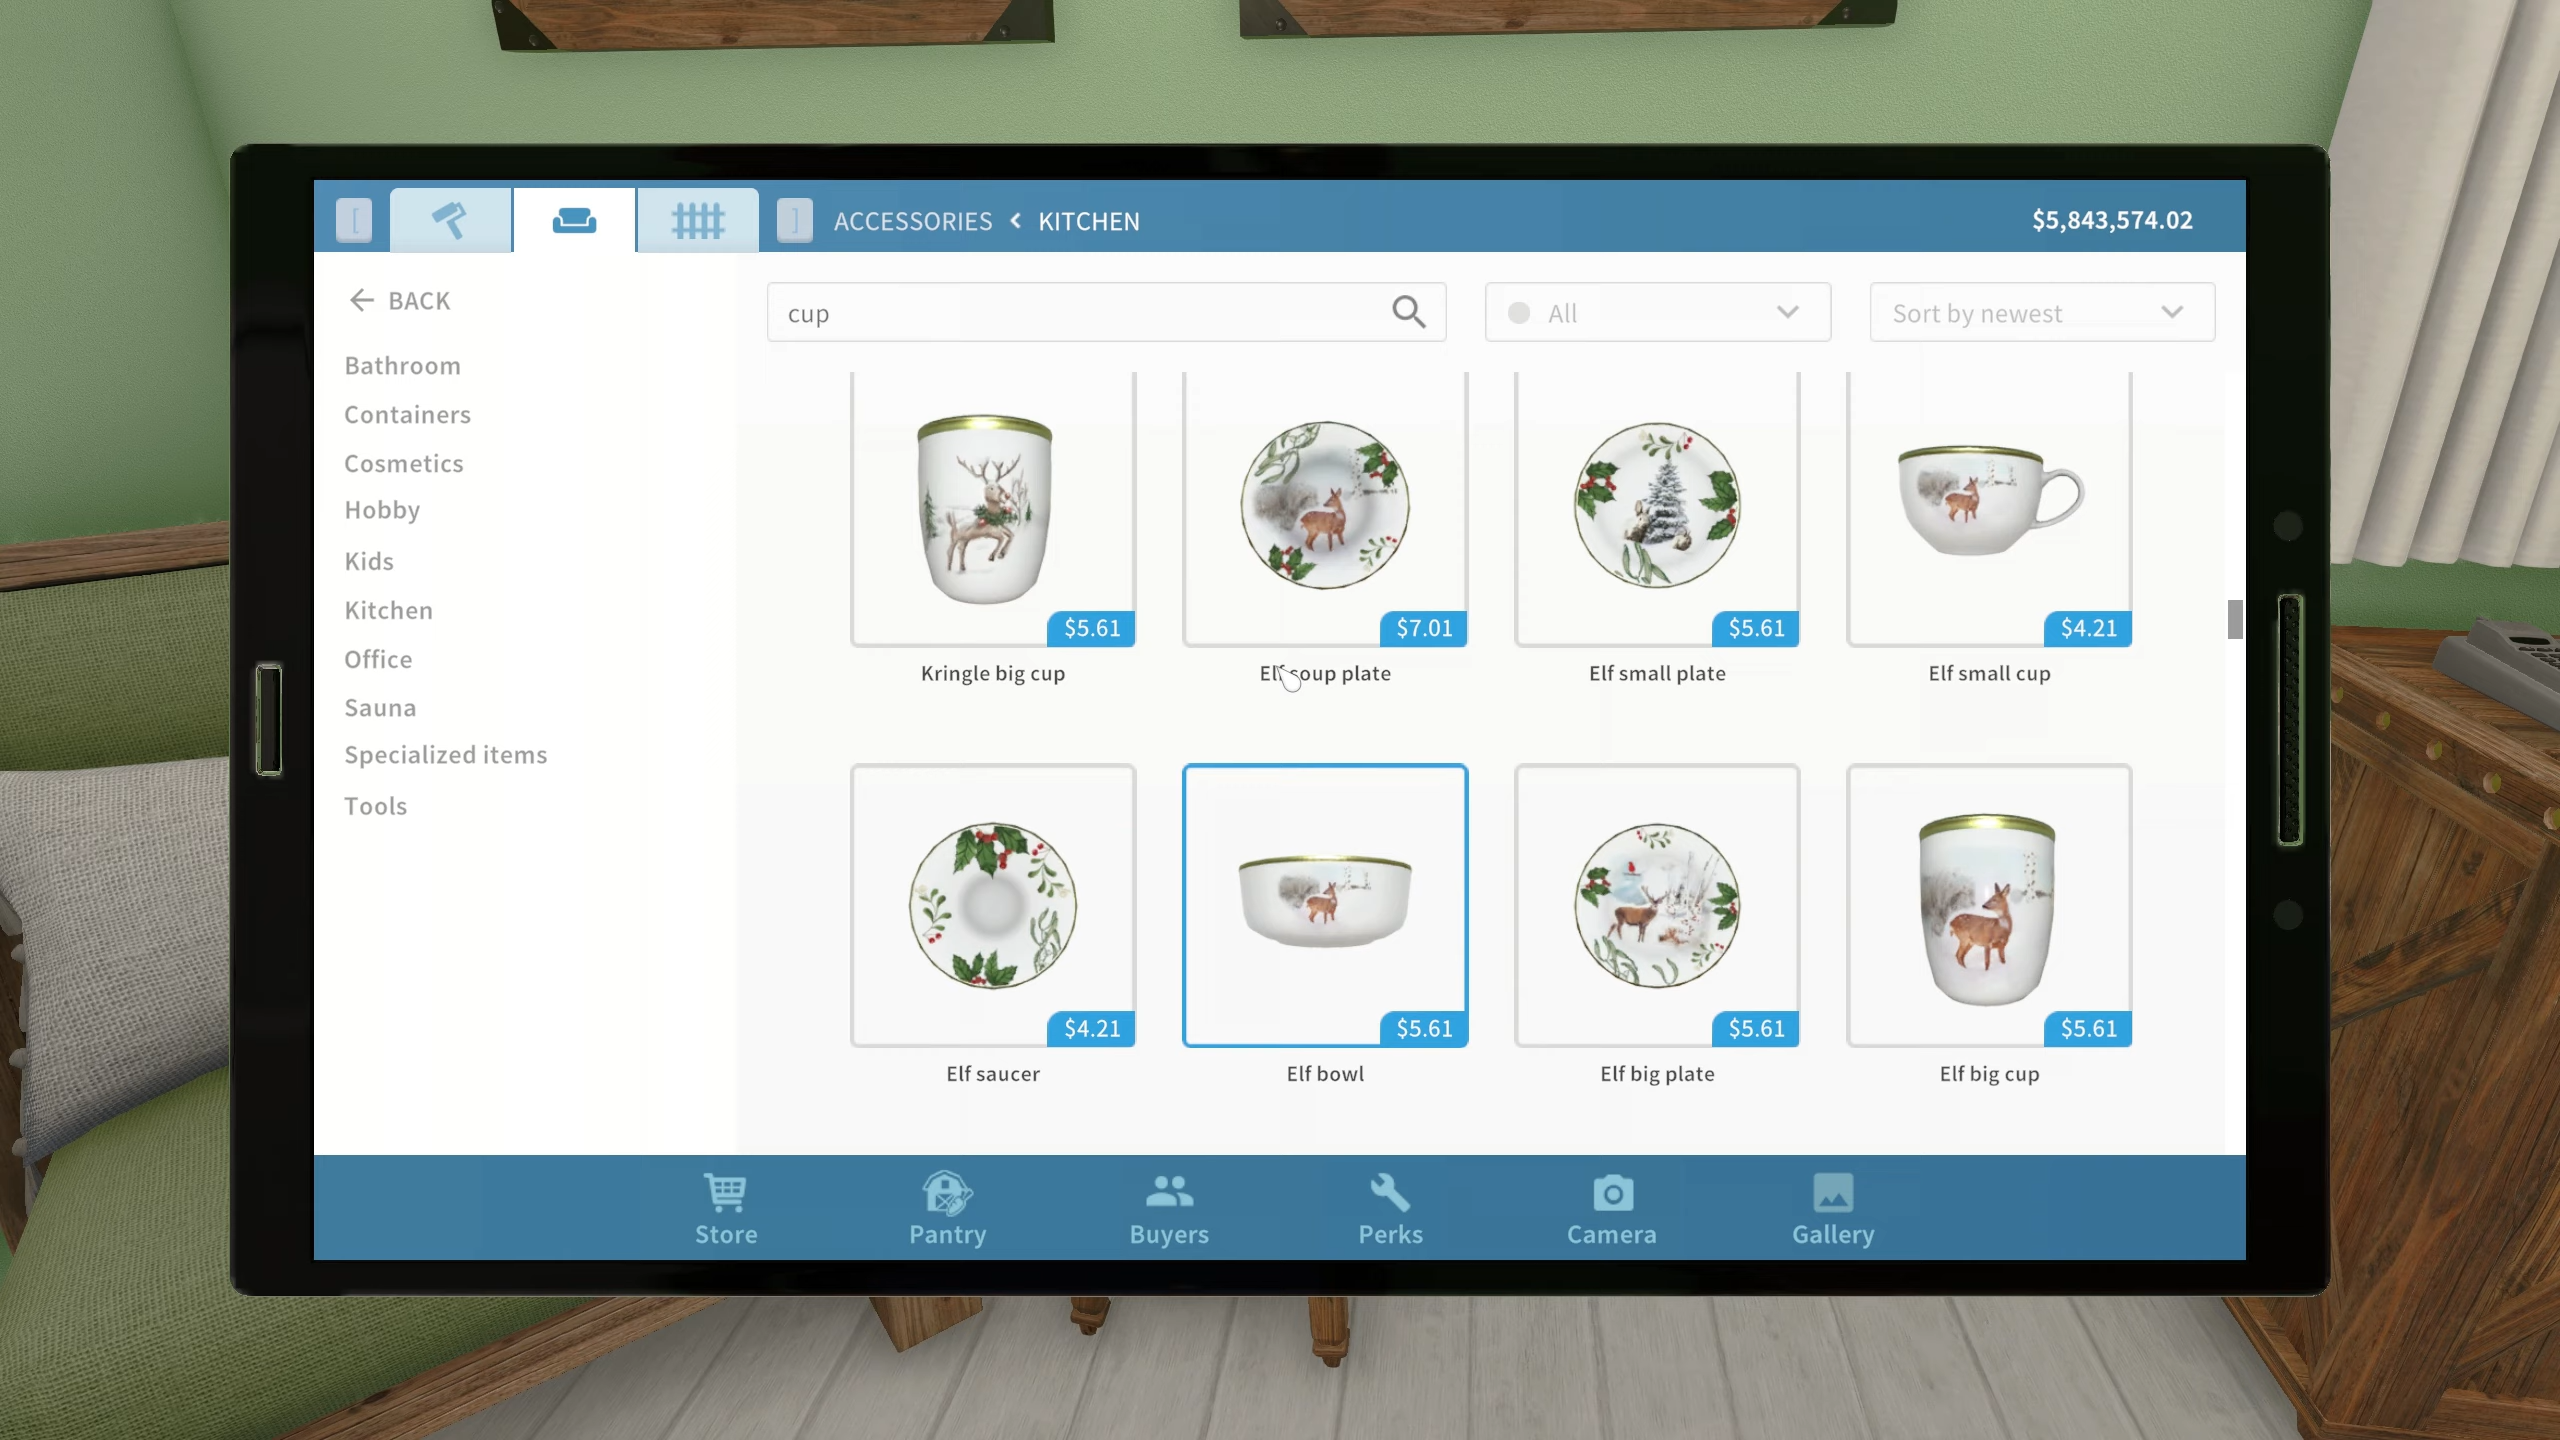 [
]
ACCESSORIES < KITCHEN
$5,843,574.02
BACK
cup
All
Sort by newest
Bathroom
Containers
Cosmetics
Hobby
Kids
Kitchen
Office
Sauna
Specialized items
Tools
$5.61
$7.01
$5.61
$4.21
Kringle big cup
Elf soup plate
Elf small plate
Elf small cup
$4.21
$5.61
$5.61
$5.61
Elf saucer
Elf bowl
Elf big plate
Elf big cup
Store
Pantry
Buyers
Perks
Camera
Gallery